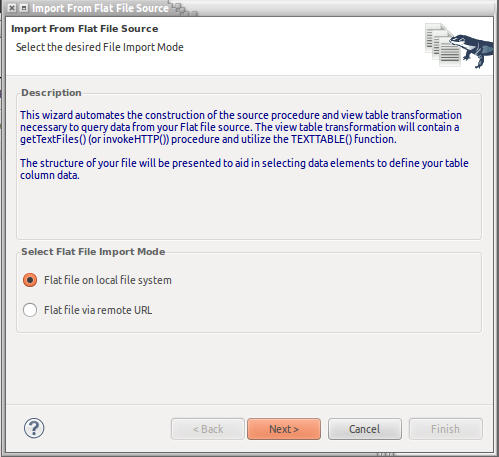 Import From Flat File Source
Import From Flat File Source
Select the desired File Import Mode
Description
This wizard automates the construction of the source procedure and view table transformation
necessary to query data from your Flat file source. The view table transformation will contain a
getTextFiles() (or invokeHTTP()) procedure and utilize the TEXTTABLE() function.
The structure of your file will be presented to aid in selecting data elements to define your table
column data.
Select Flat File Import Mode
Flat file on local file system
Flat file via remote URL
? < Back Next > Cancel Finish